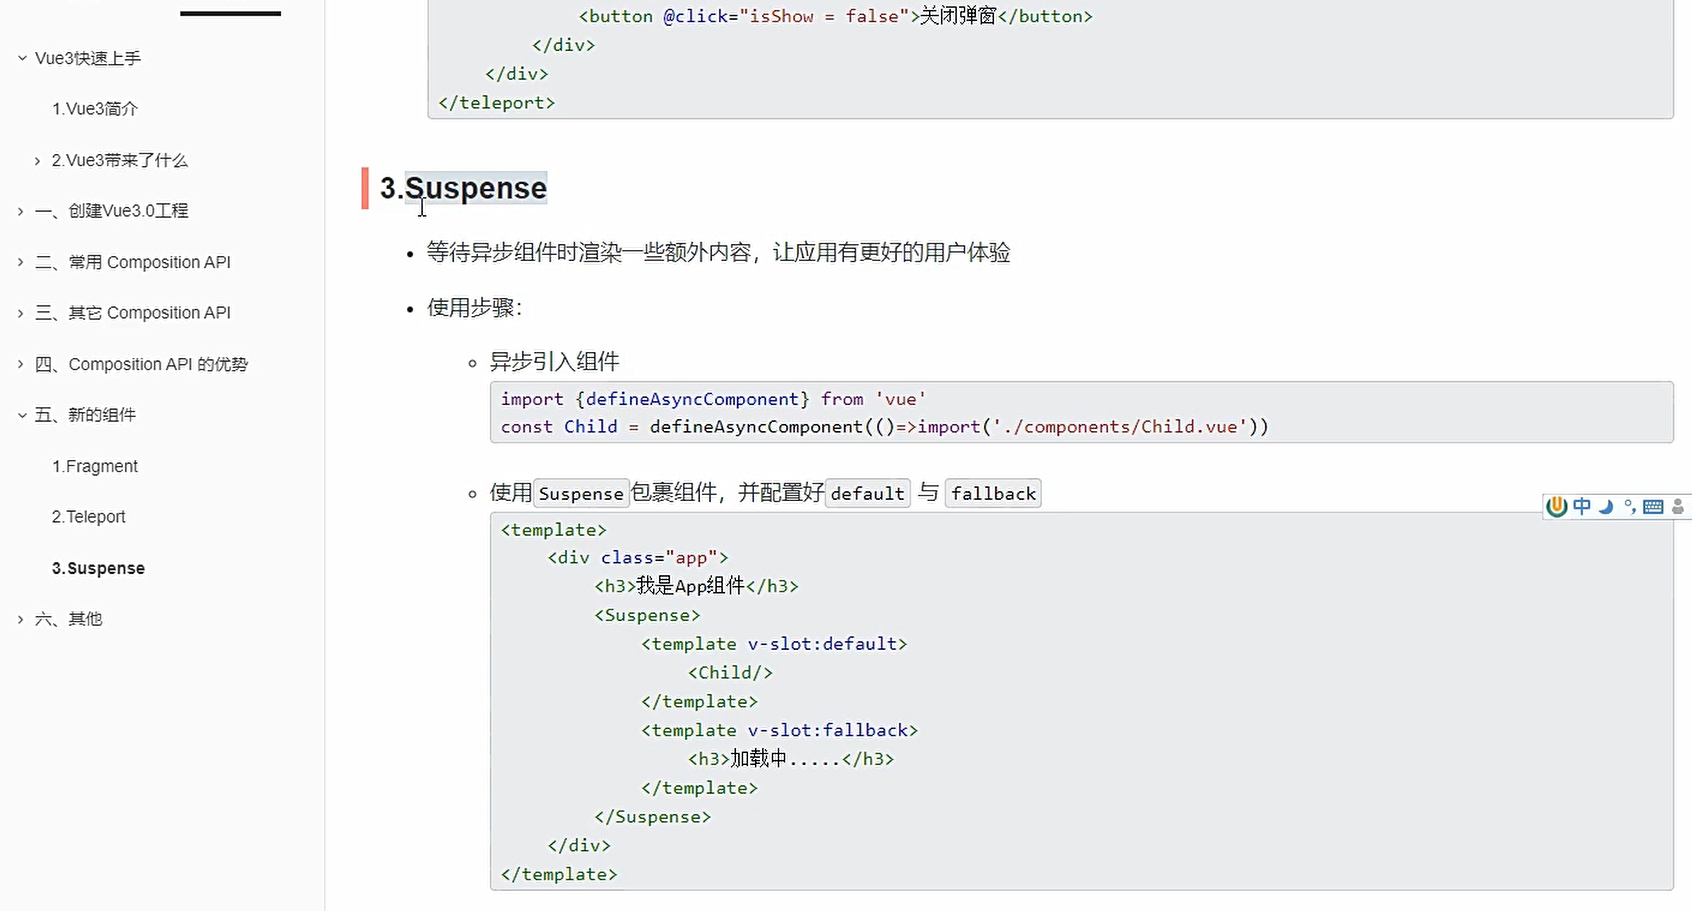 Vue3快速上手
1.Vue3简介
2.Vue3带来了什么
一、创建Vue3.0工程
二、常用 Composition API
三、其它 Composition API
四、Composition API 的优势
五、新的组件
1.Fragment
2.Teleport
3.Suspense
六、其他
<button @click="isShow = false">关闭弹窗</button>
</div>
</div>
</teleport>
3.Suspense
等待异步组件时渲染一些额外内容，让应用有更好的用户体验
使用步骤：
异步引入组件
import {defineAsyncComponent} from 'vue'
const Child = defineAsyncComponent(()=>import('./components/Child.vue'))
使用Suspense包裹组件，并配置好default 与 fallback
<template>
<div class="app">
<h3>我是App组件</h3>
<Suspense>
<template v-slot:default>
<Child/>
</template>
<template v-slot:fallback>
<h3>加载中.....</h3>
</template>
</Suspense>
</div>
</template>
中